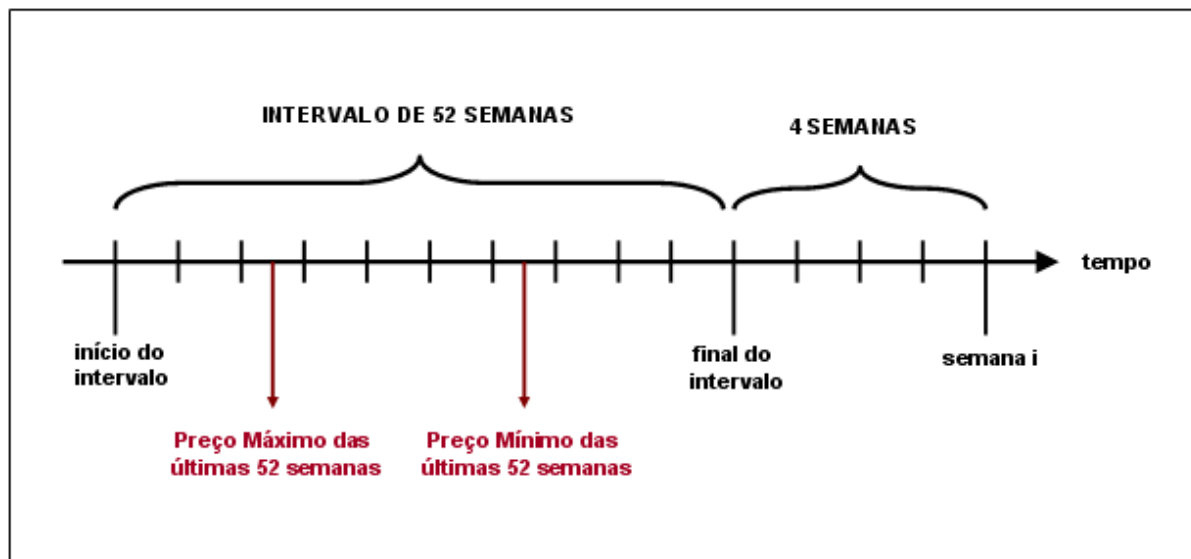 INTERVALO DE 52 SEMANAS
4 SEMANAS
tempo
início do
intervalo
final do
intervalo
semana i
Preço Máximo das
últimas 52 semanas
Preço Mínimo das
últimas 52 semanas